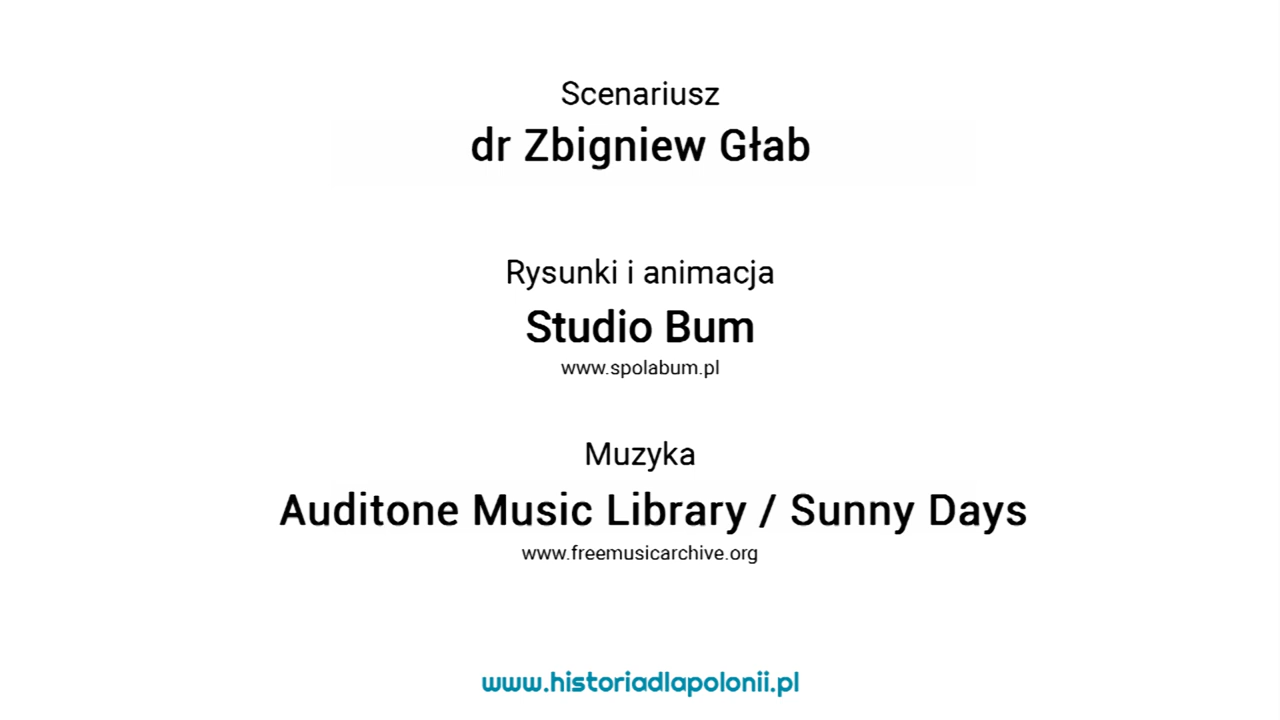 Scenariusz
dr Zbigniew Głab
Rysunki i animacja
Studio Bum
www.spolabum.pl
Muzyka
Auditone Music Library / Sunny Days
www.freemusicarchive.org
www.historiadlapolonii.pl